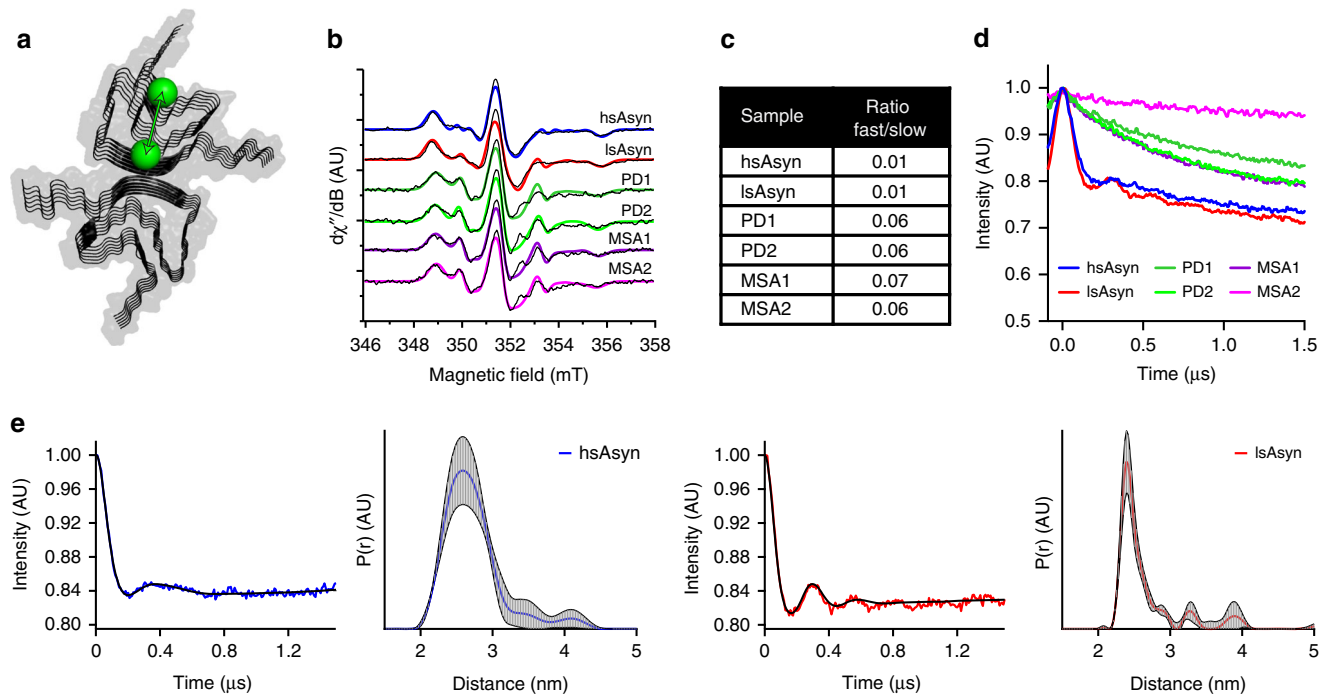 a
b
dχ″/dB (AU)
hsAsyn
lsAsyn
PD1
PD2
MSA1
MSA2
346 348 350 352 354 356 358
Magnetic field (mT)
c
Sample Ratio fast/slow
hsAsyn 0.01
lsAsyn 0.01
PD1 0.06
PD2 0.06
MSA1 0.07
MSA2 0.06
d
Intensity (AU)
1.0
0.9
0.8
0.7
0.6
0.5
hsAsyn PD1 MSA1
lsAsyn PD2 MSA2
0.0 0.5 1.0 1.5
Time (μs)
e
Intensity (AU)
1.00
0.96
0.92
0.88
0.84
0.80
0 0.4 0.8 1.2
Time (μs)
P(r) (AU)
hsAsyn
2 3 4 5
Distance (nm)
Intensity (AU)
1.00
0.96
0.92
0.88
0.84
0.80
0 0.4 0.8 1.2
Time (μs)
P(r) (AU)
lsAsyn
2 3 4 5
Distance (nm)